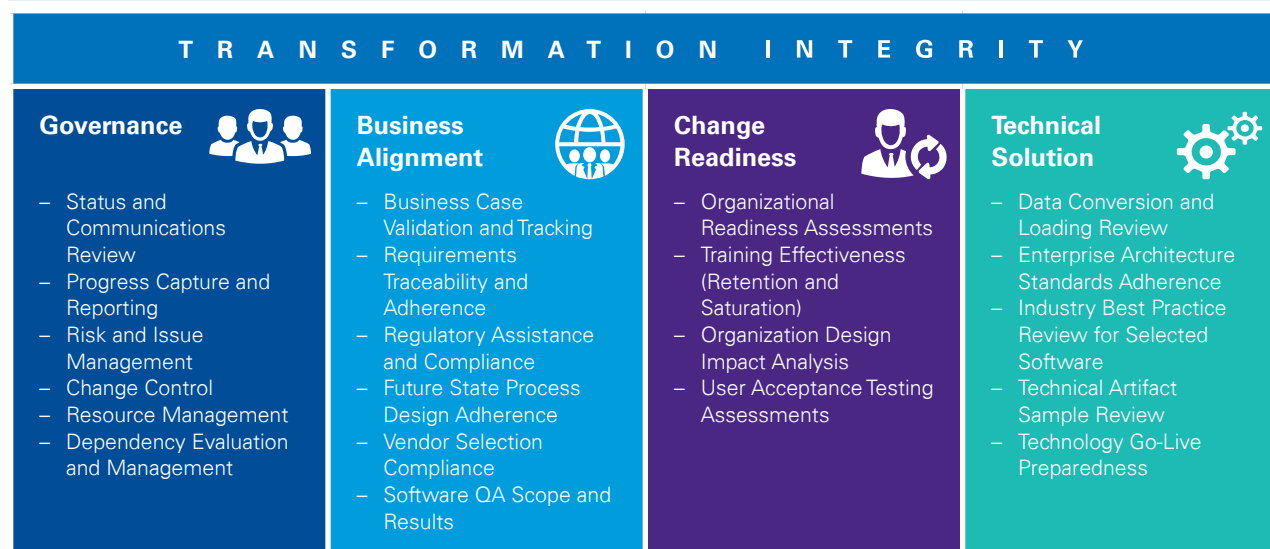 TRANSFORMATION INTEGRITY
Governance
– Status and
Communications
Review
– Progress Capture and
Reporting
– Risk and Issue
Management
– Change Control
– Resource Management
– Dependency Evaluation
and Management
Business
Alignment
– Business Case
Validation and Tracking
– Requirements
Traceability and
Adherence
– Regulatory Assistance
and Compliance
– Future State Process
Design Adherence
– Vendor Selection
Compliance
– Software QA Scope and
Results
Change
Readiness
– Organizational
Readiness Assessments
– Training Effectiveness
(Retention and
Saturation)
– Organization Design
Impact Analysis
– User Acceptance Testing
Assessments
Technical
Solution
– Data Conversion and
Loading Review
– Enterprise Architecture
Standards Adherence
– Industry Best Practice
Review for Selected
Software
– Technical Artifact
Sample Review
– Technology Go-Live
Preparedness